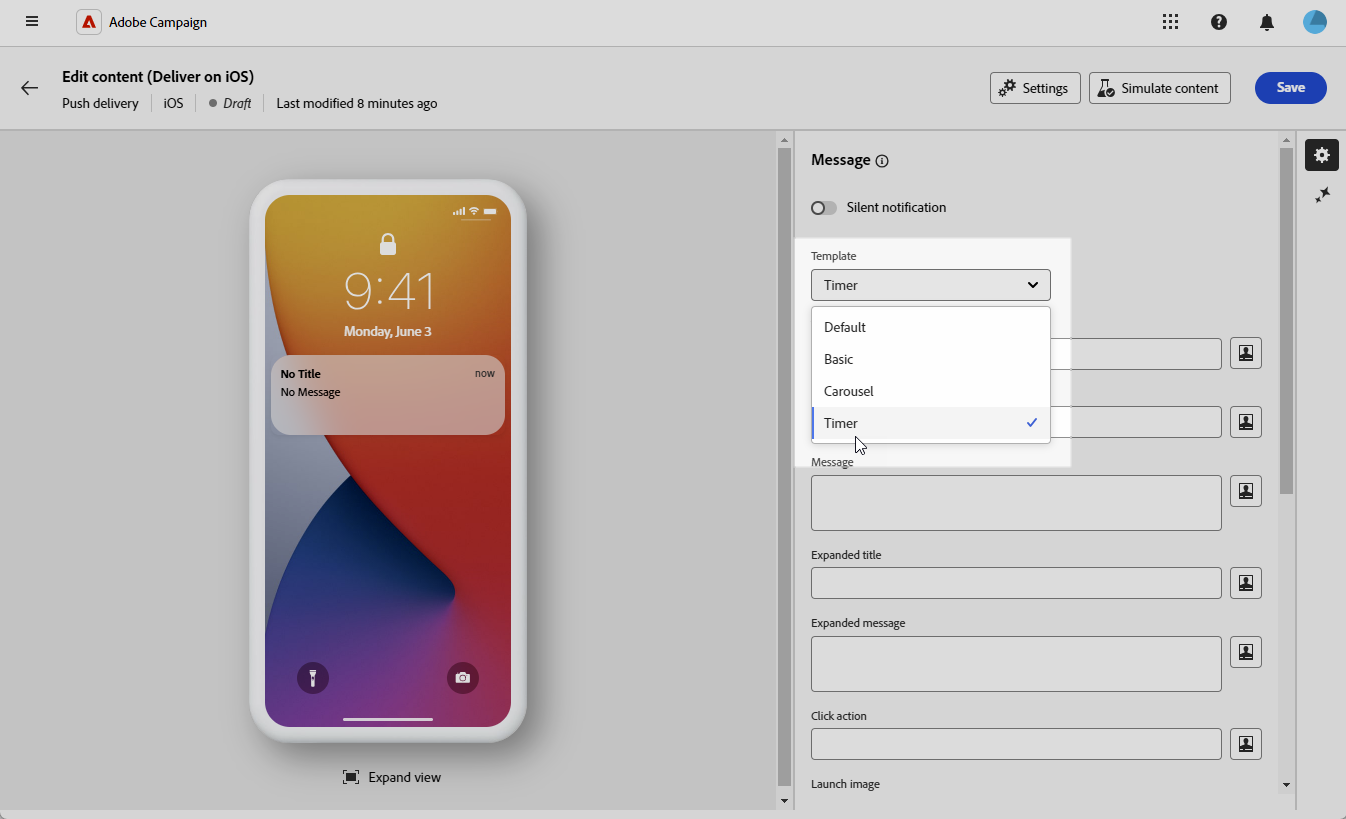 Adobe Campaign
Edit content (Deliver on iOS)
Push delivery iOS Draft Last modified 8 minutes ago
Settings
Simulate content
Save
9:41
Monday, June 3
No Title now
No Message
Expand view
Message
Silent notification
Template
Timer
Default
Basic
Carousel
Timer
Message
Expanded title
Expanded message
Click action
Launch image